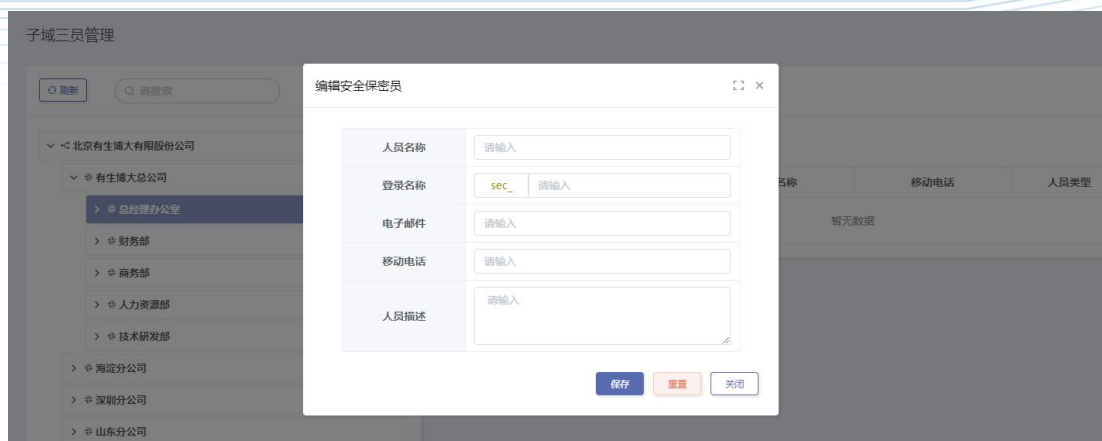 子域三员管理
刷新
请搜索
北京有生博大有限股份公司
有生博大总公司
总经理办公室
财务部
商务部
人力资源部
技术研发部
海淀分公司
深圳分公司
山东分公司
编辑安全保密员
人员名称 请输入
登录名称 sec_ 请输入
电子邮件 请输入
移动电话 请输入
人员描述 请输入
保存 重置 关闭
名称 移动电话 人员类型
暂无数据